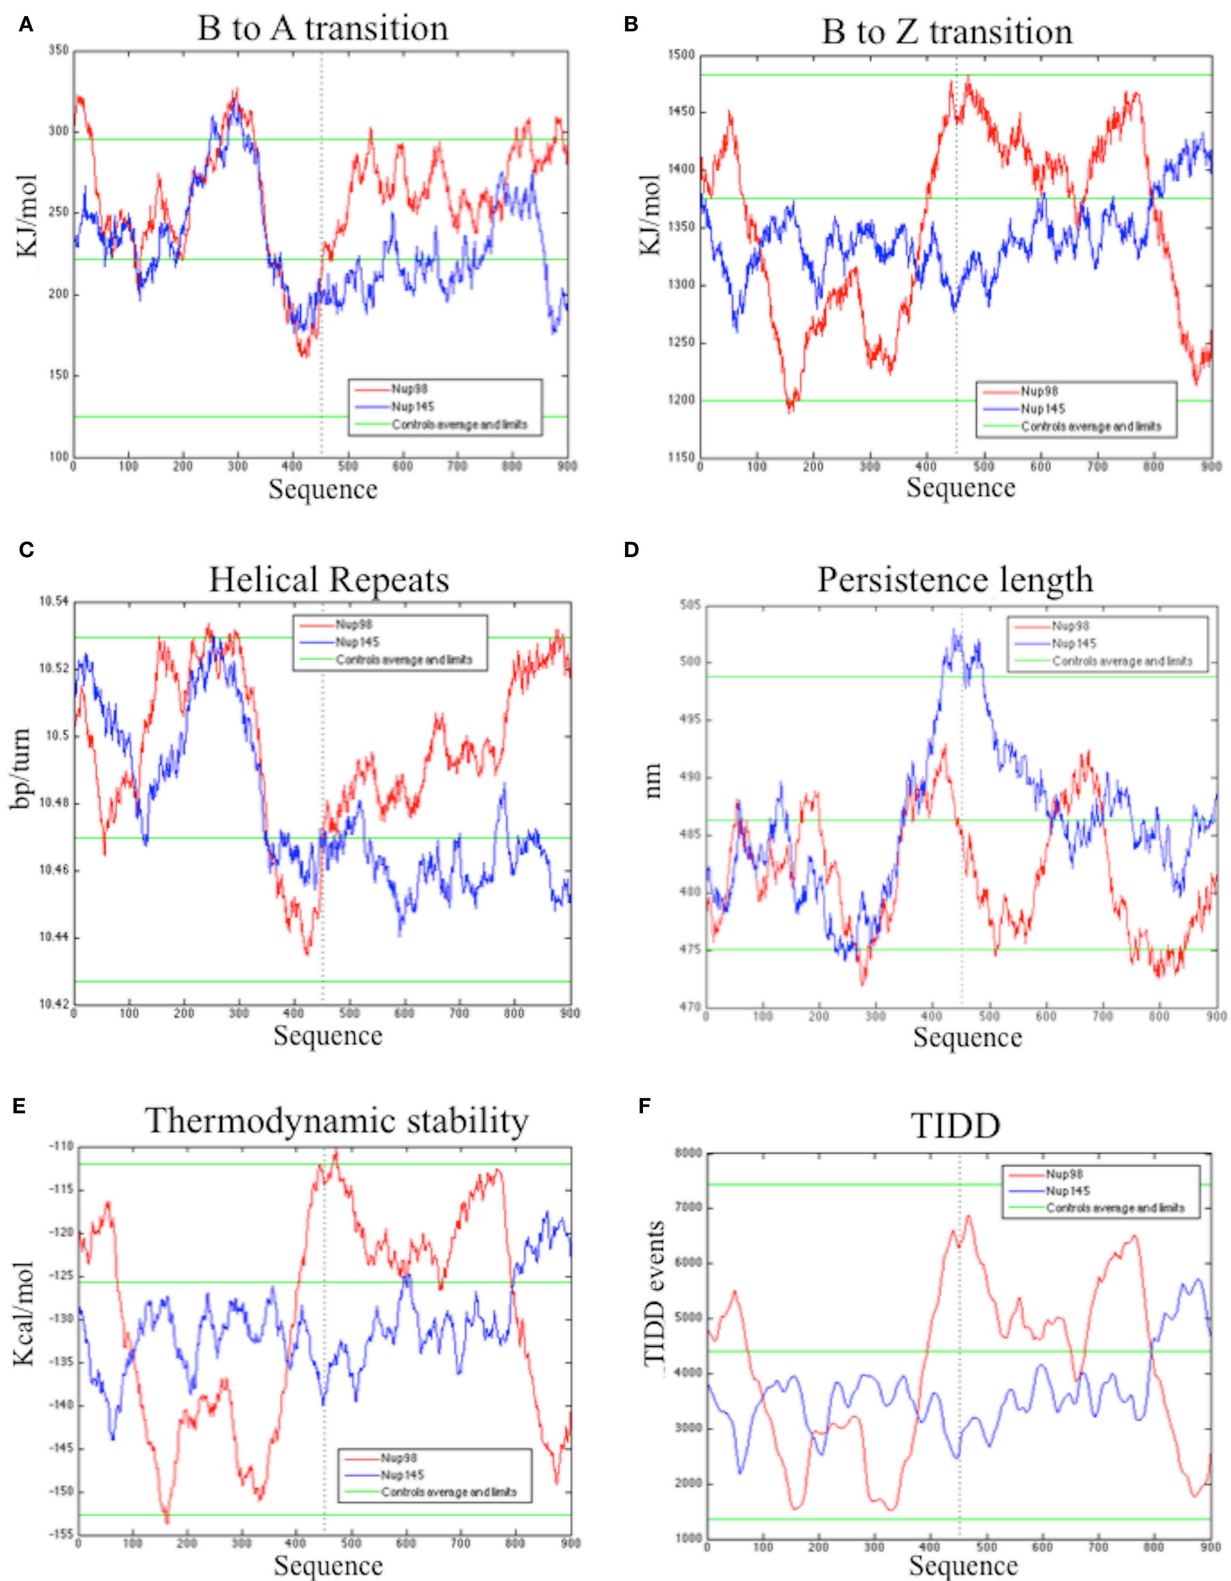 A
B to A transition
350
300
250
200
150
100
KJ/mol
Nup98
Nup145
Controls average and limits
0 100 200 300 400 500 600 700 800 900
Sequence
B
B to Z transition
1500
1450
1400
1350
1300
1250
1200
1150
KJ/mol
Nup98
Nup145
Controls average and limits
0 100 200 300 400 500 600 700 800 900
Sequence
C
Helical Repeats
10.54
10.52
10.5
10.48
10.46
10.44
10.42
bp/turn
Nup98
Nup145
Controls average and limits
0 100 200 300 400 500 600 700 800 900
Sequence
D
Persistence length
505
500
495
490
485
480
475
470
nm
Nup98
Nup145
Controls average and limits
0 100 200 300 400 500 600 700 800 900
Sequence
E
Thermodynamic stability
-110
-115
-120
-125
-130
-135
-140
-145
-150
-155
Kcal/mol
Nup98
Nup145
Controls average and limits
0 100 200 300 400 500 600 700 800 900
Sequence
F
TIDD
8000
7000
6000
5000
4000
3000
2000
1000
TIDD events
Nup98
Nup145
Controls average and limits
0 100 200 300 400 500 600 700 800 900
Sequence